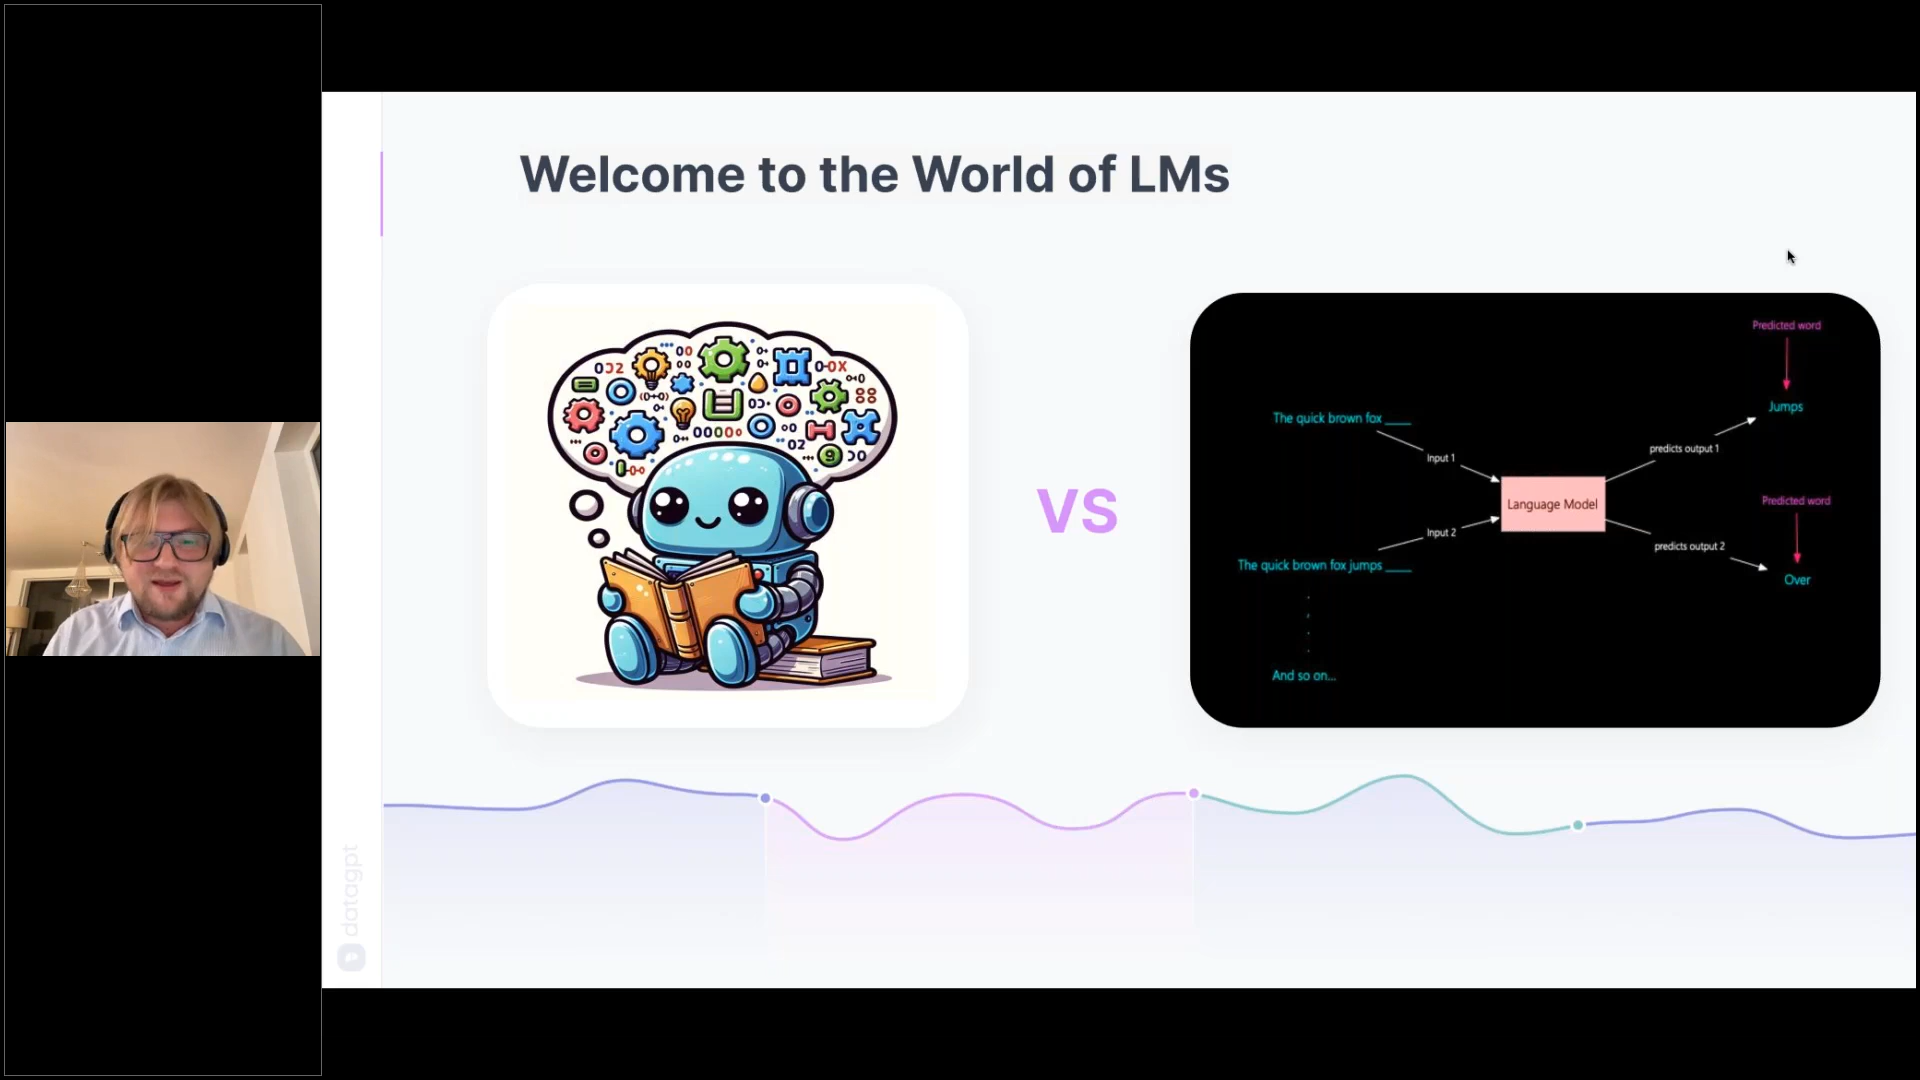 Welcome to the World of LMs
VS
Predicted word
Jumps
The quick brown fox ____
Input 1
predicts output 1
Language Model
Predicted word
Input 2
predicts output 2
The quick brown fox jumps ____
Over
And so on...
datagpt